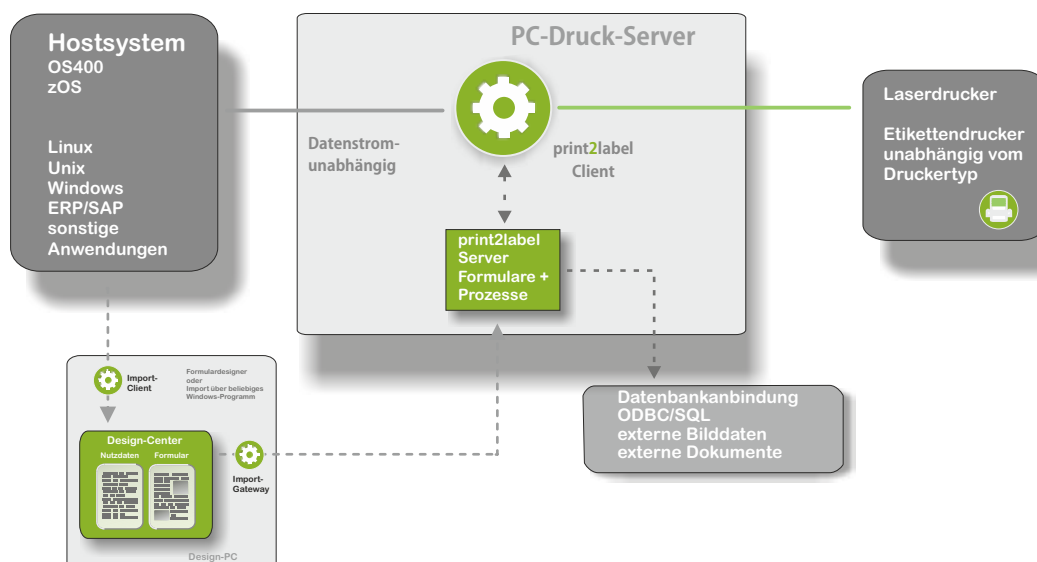 Hostsystem
OS400
zOS
Linux
Unix
Windows
ERP/SAP
sonstige
Anwendungen
PC-Druck-Server
Datenstrom-
unabhängig
print2label
Client
print2label
Server
Formulare +
Prozesse
Laserdrucker
Etikettendrucker
unabhängig vom
Druckertyp
Datenbankanbindung
ODBC/SQL
externe Bilddaten
externe Dokumente
Import-
Client
Formulardesigner
oder
Import über beliebiges
Windows-Programm
Design-Center
Nutzdaten
Formular
Import-
Gateway
Design-PC